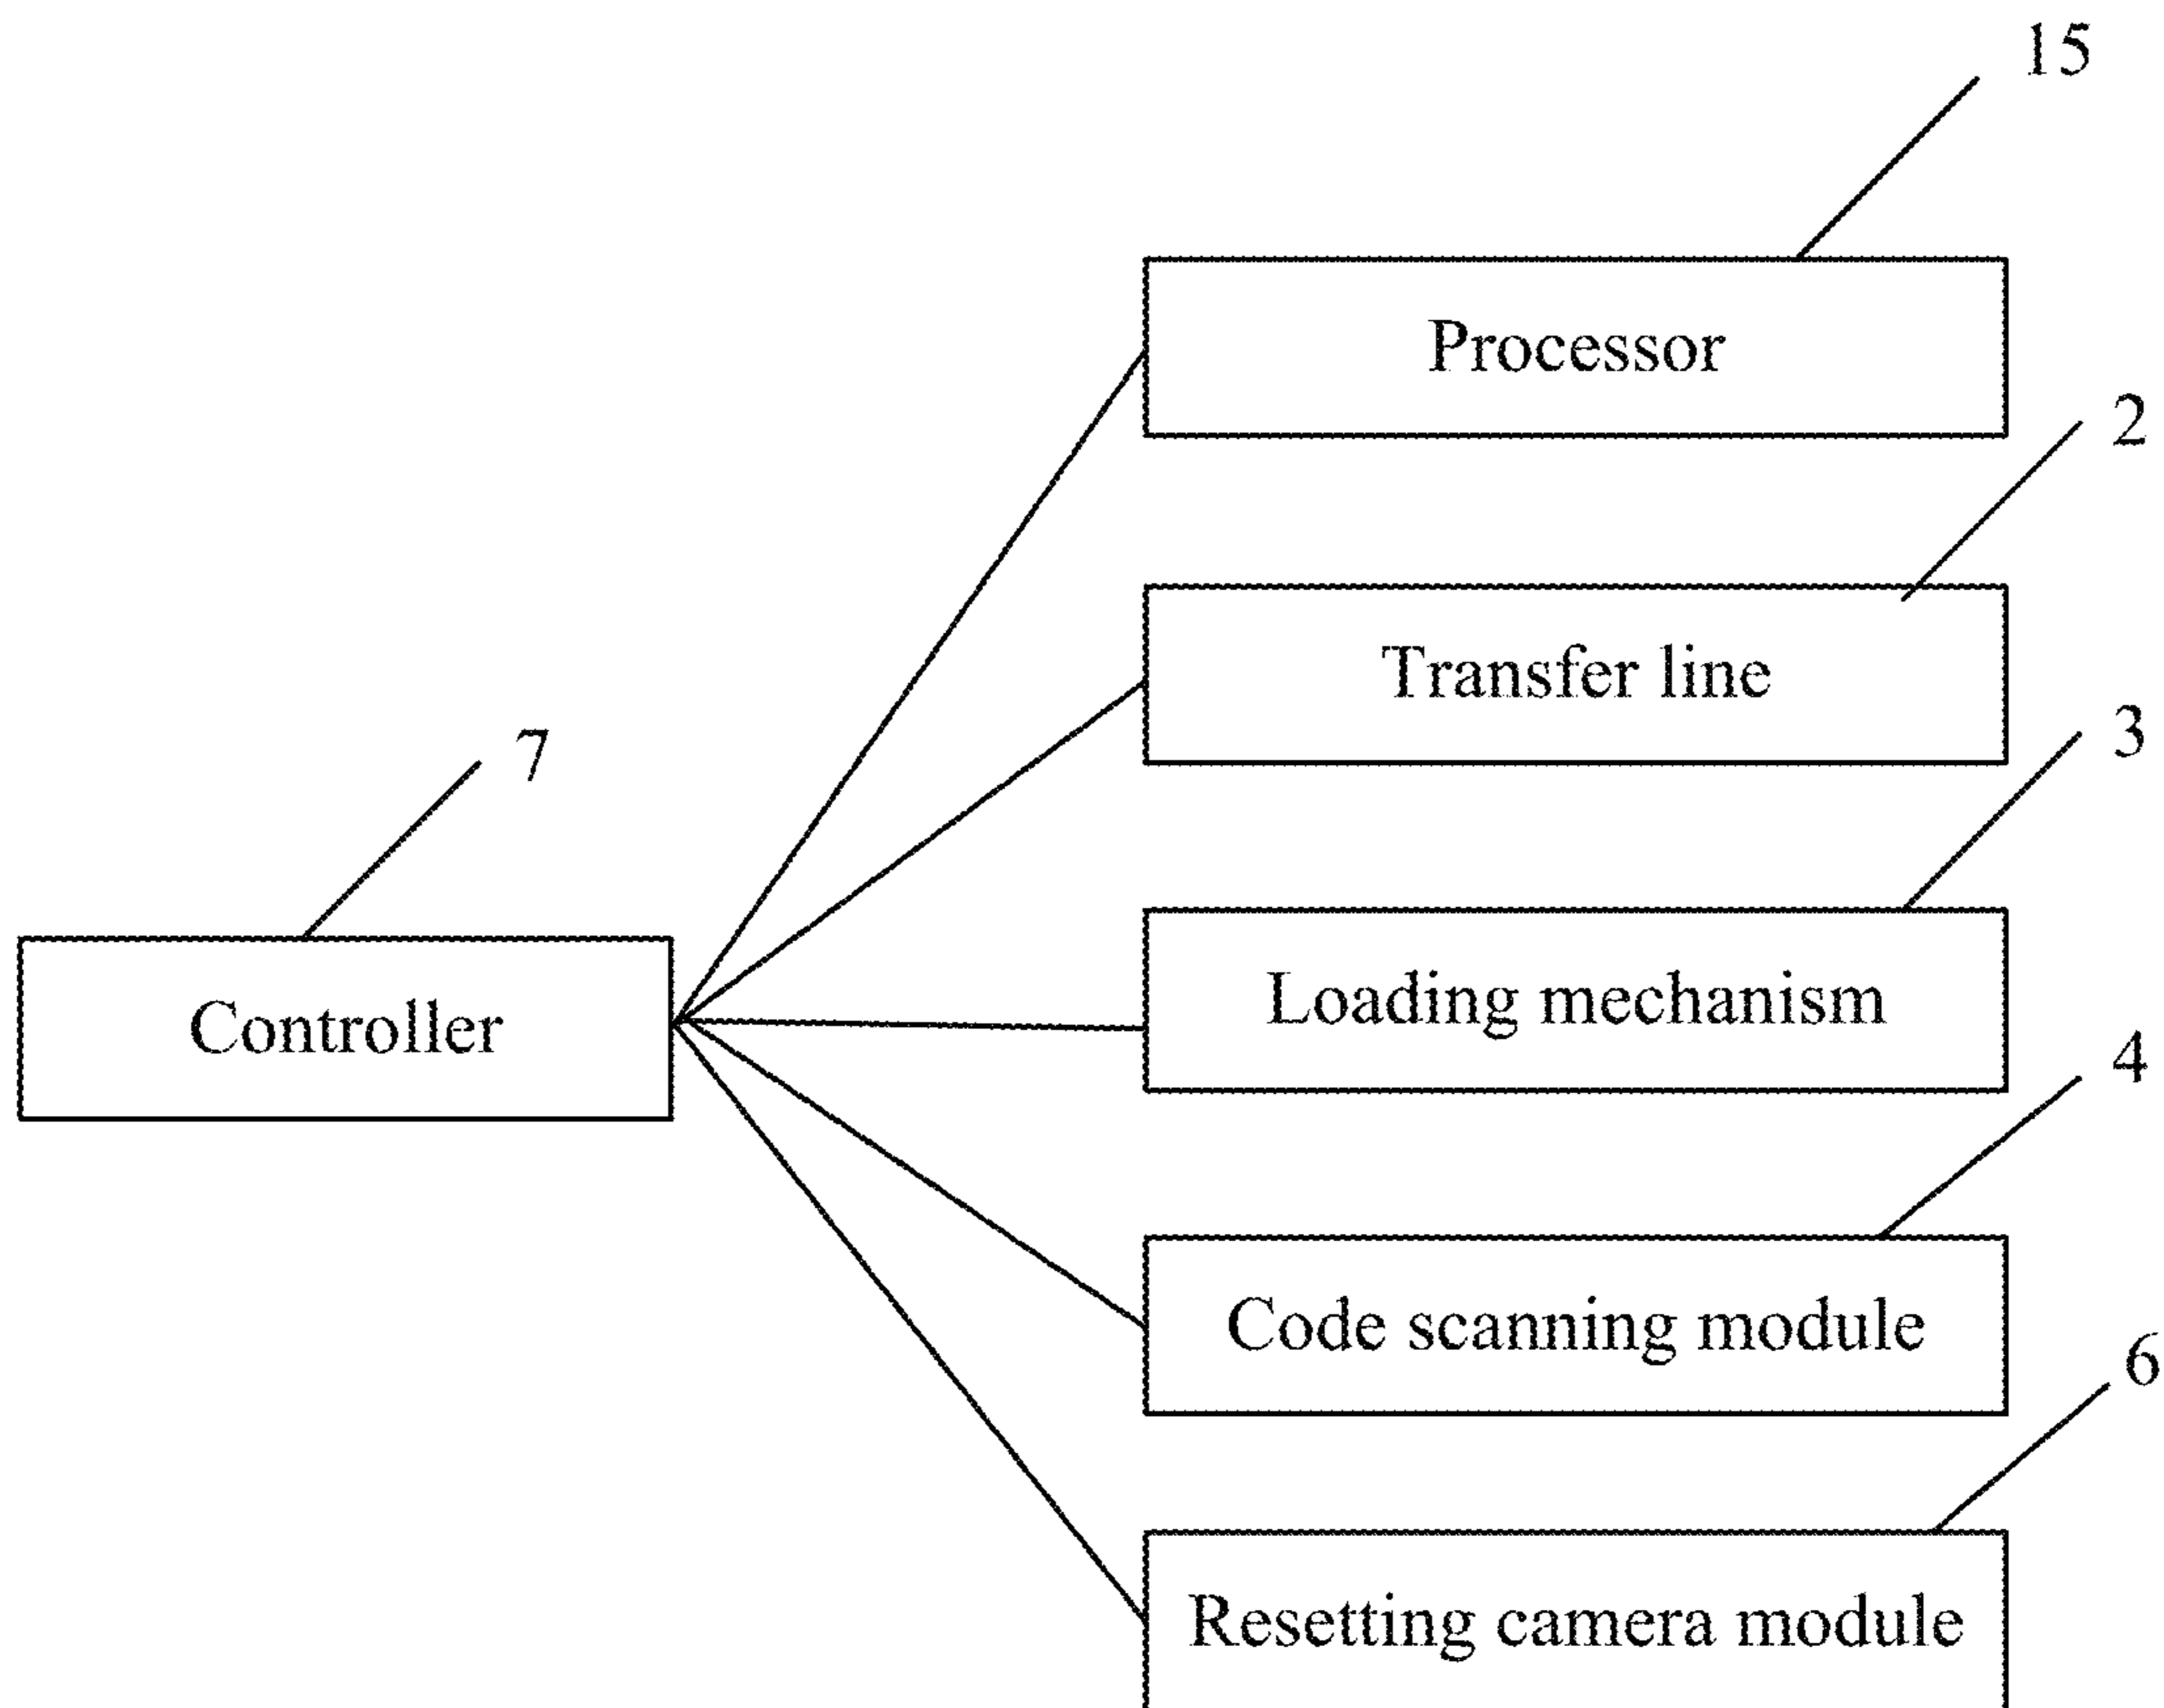 15
Processor
2
Transfer line
3
7
Loading mechanism
Controller
4
Code scanning module
6
Resetting camera module